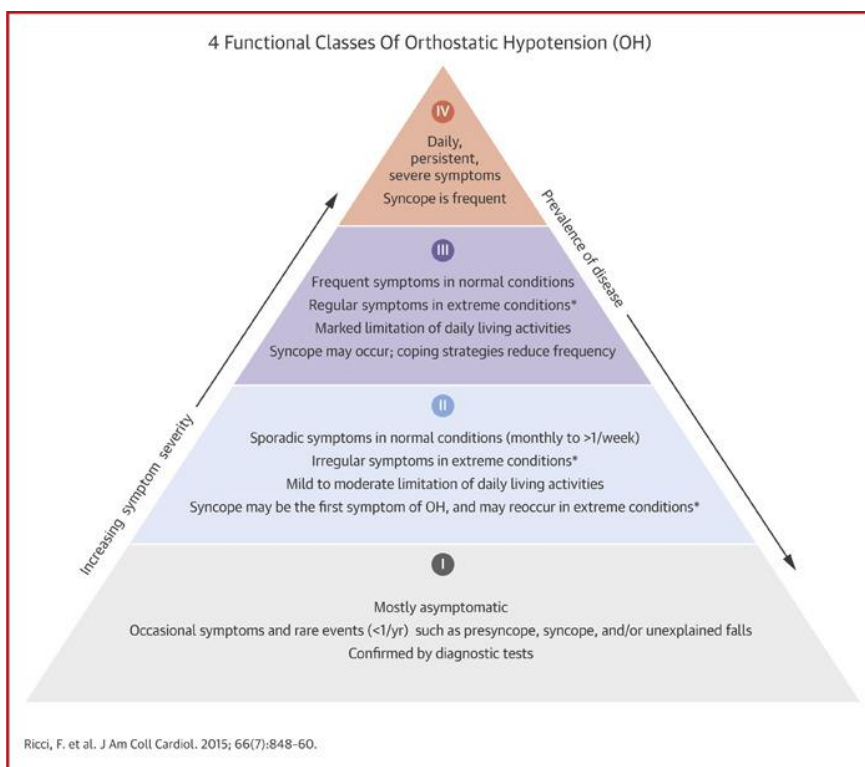 4 Functional Classes Of Orthostatic Hypotension (OH)
IV
Daily,
persistent,
severe symptoms
Syncope is frequent
III
Frequent symptoms in normal conditions
Regular symptoms in extreme conditions*
Marked limitation of daily living activities
Syncope may occur; coping strategies reduce frequency
II
Sporadic symptoms in normal conditions (monthly to >1/week)
Irregular symptoms in extreme conditions*
Mild to moderate limitation of daily living activities
Syncope may be the first symptom of OH, and may reoccur in extreme conditions*
I
Mostly asymptomatic
Occasional symptoms and rare events (<1/yr) such as presyncope, syncope, and/or unexplained falls
Confirmed by diagnostic tests
Increasing symptom severity
Prevalence of disease
Ricci, F. et al. J Am Coll Cardiol. 2015; 66(7):848-60.